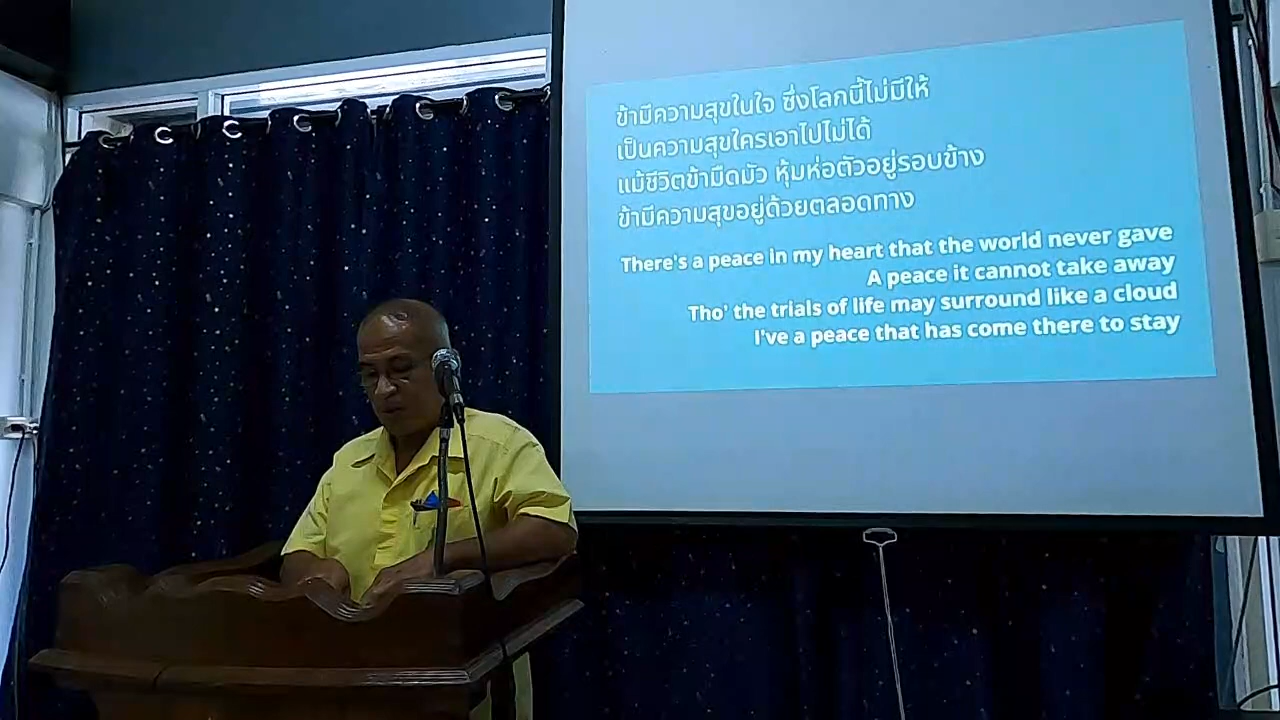 ข้ามีความสุขในใจ ซึ่งโลกนี้ไม่มีให้
เป็นความสุขใครเอาไปไม่ได้
แม้ชีวิตข้ามืดมัว หุ้มห่อตัวอยู่รอบข้าง
ข้ามีความสุขอยู่ด้วยตลอดทาง
There's a peace in my heart that the world never gave
A peace it cannot take away
Tho' the trials of life may surround like a cloud
I've a peace that has come there to stay